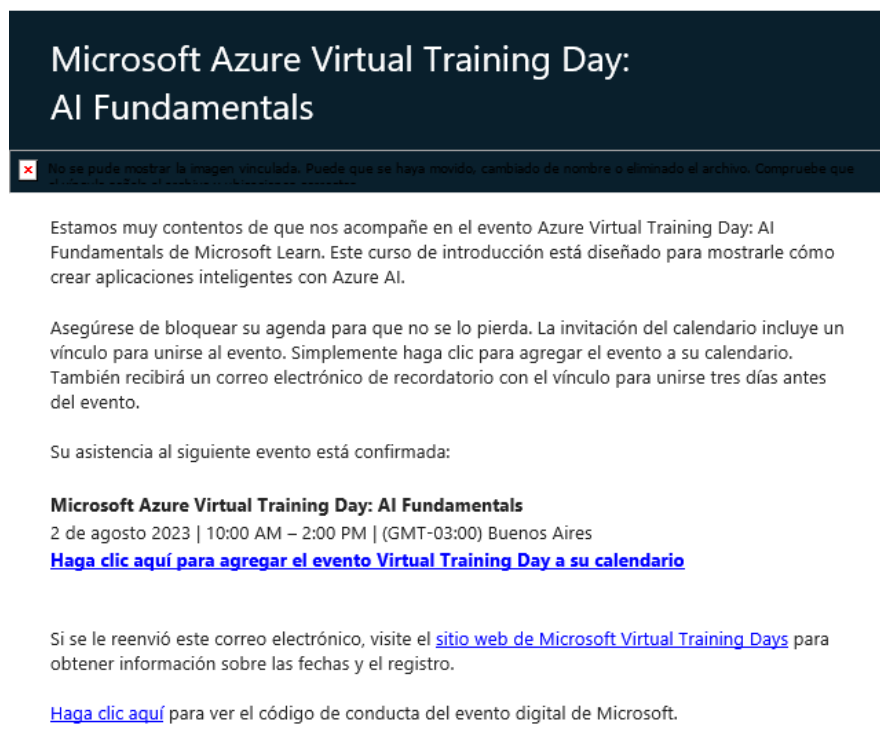 Microsoft Azure Virtual Training Day:
AI Fundamentals
No se pude mostrar la imagen vinculada. Puede que se haya movido, cambiado de nombre o eliminado el archivo. Compruebe que
Estamos muy contentos de que nos acompañe en el evento Azure Virtual Training Day: AI
Fundamentals de Microsoft Learn. Este curso de introducción está diseñado para mostrarle cómo
crear aplicaciones inteligentes con Azure AI.
Asegúrese de bloquear su agenda para que no se lo pierda. La invitación del calendario incluye un
vínculo para unirse al evento. Simplemente haga clic para agregar el evento a su calendario.
También recibirá un correo electrónico de recordatorio con el vínculo para unirse tres días antes
del evento.
Su asistencia al siguiente evento está confirmada:
Microsoft Azure Virtual Training Day: AI Fundamentals
2 de agosto 2023 | 10:00 AM – 2:00 PM | (GMT-03:00) Buenos Aires
Haga clic aquí para agregar el evento Virtual Training Day a su calendario
Si se le reenvió este correo electrónico, visite el sitio web de Microsoft Virtual Training Days para
obtener información sobre las fechas y el registro.
Haga clic aquí para ver el código de conducta del evento digital de Microsoft.